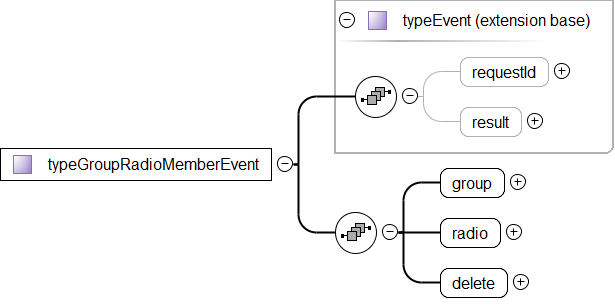 typeEvent (extension base)
requestId
result
typeGroupRadioMemberEvent
group
radio
delete